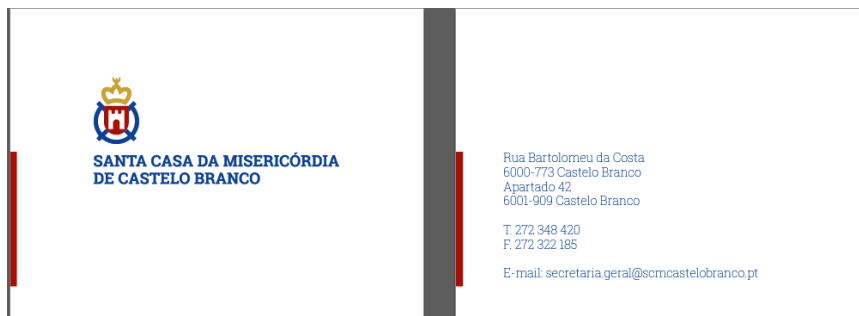 SANTA CASA DA MISERICÓRDIA
DE CASTELO BRANCO
Rua Bartolomeu da Costa
6000-773 Castelo Branco
Apartado 42
6001-909 Castelo Branco
T. 272 348 420
F. 272 322 185
E-mail: secretaria.geral@scmcastelobranco.pt